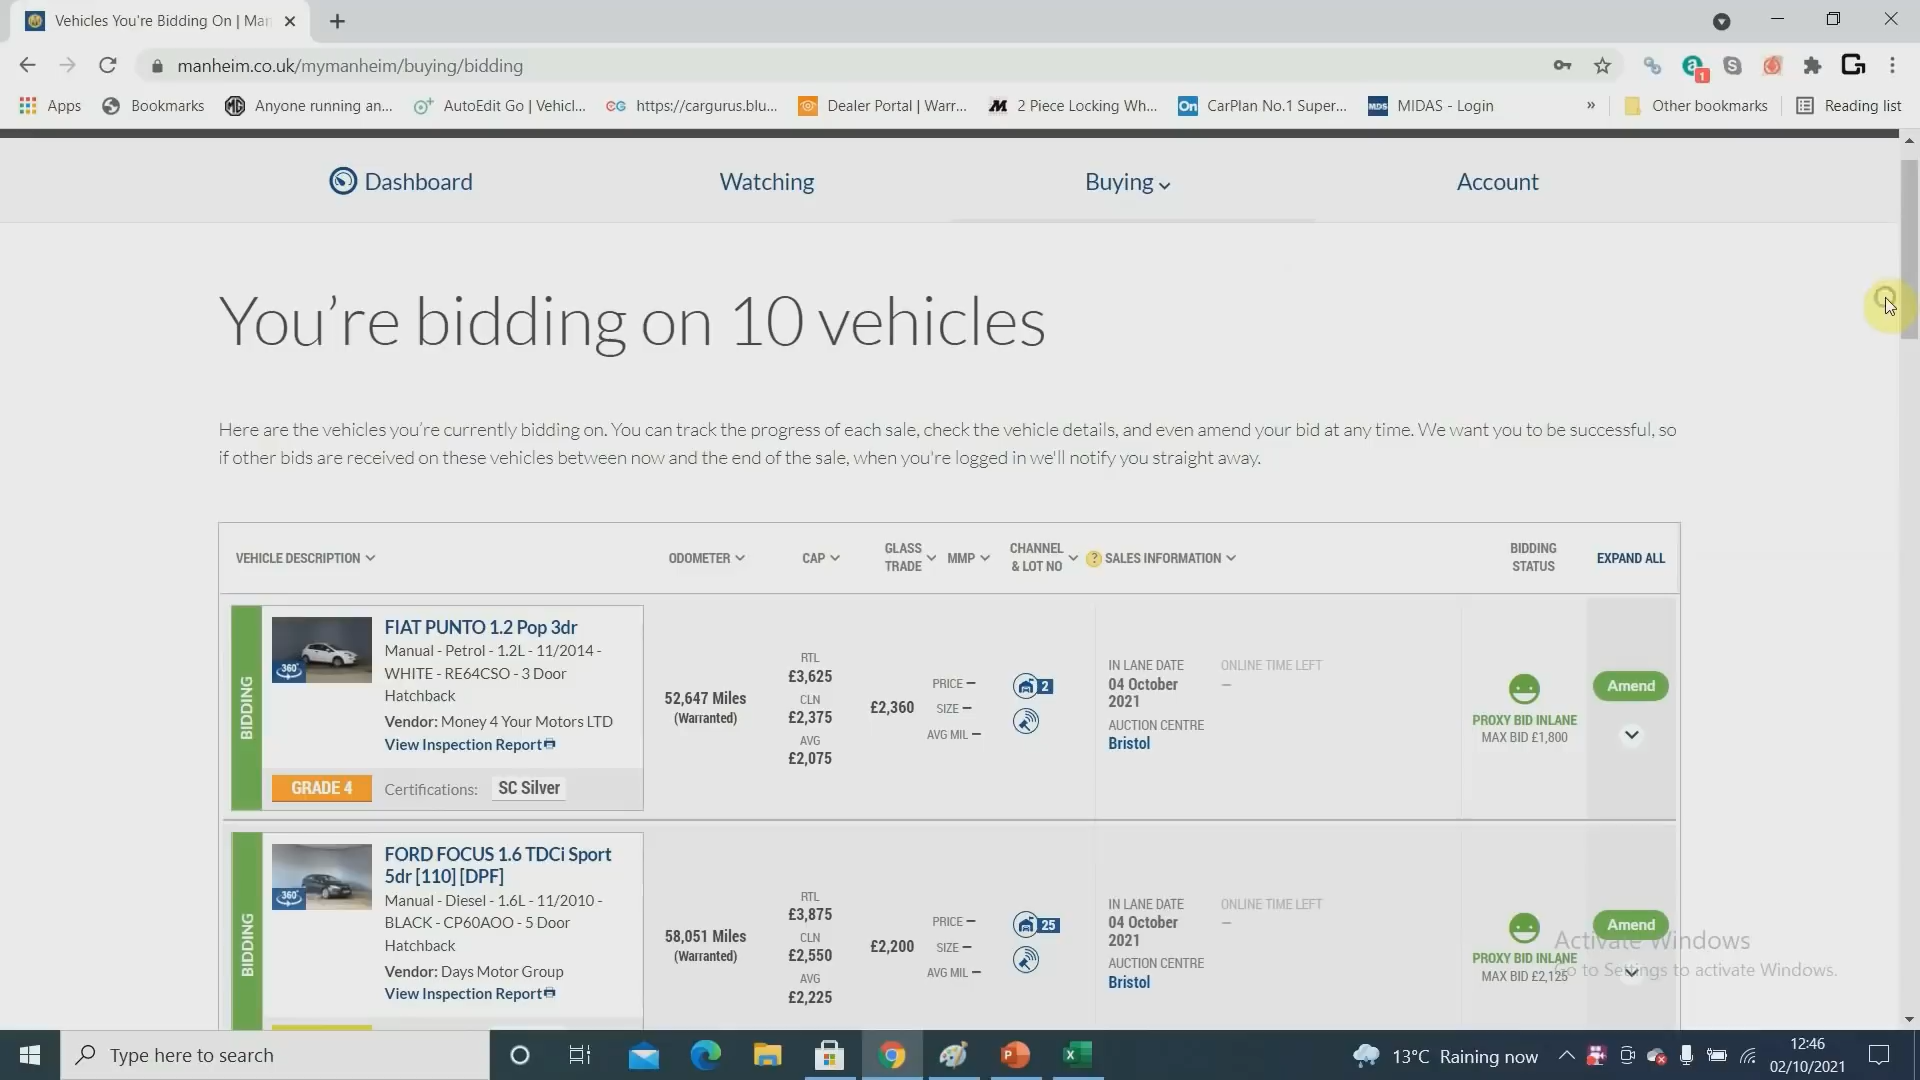 Vehicles You're Bidding On | Man
manheim.co.uk/mymanheim/buying/bidding
1
Apps Bookmarks Anyone running an... AutoEdit Go | Vehicl... https://cargurus.blu... Dealer Portal | Warr... 2 Piece Locking Wh... CarPlan No.1 Super... MIDAS - Login » Other bookmarks Reading list
Dashboard Watching Buying Account
You’re bidding on 10 vehicles
Here are the vehicles you’re currently bidding on. You can track the progress of each sale, check the vehicle details, and even amend your bid at any time. We want you to be successful, so
if other bids are received on these vehicles between now and the end of the sale, when you're logged in we'll notify you straight away.
VEHICLE DESCRIPTION ODOMETER CAP GLASS TRADE MMP CHANNEL & LOT NO ? SALES INFORMATION BIDDING STATUS EXPAND ALL
BIDDING
360°
FIAT PUNTO 1.2 Pop 3dr
Manual - Petrol - 1.2L - 11/2014 -
WHITE - RE64CSO - 3 Door
Hatchback
Vendor: Money 4 Your Motors LTD
View Inspection Report
GRADE 4 Certifications: SC Silver
52,647 Miles
(Warranted)
RTL
£3,625
CLN
£2,375
AVG
£2,075
£2,360
PRICE –
SIZE –
AVG MIL –
2
IN LANE DATE
04 October
2021
AUCTION CENTRE
Bristol
ONLINE TIME LEFT
–
PROXY BID INLANE
MAX BID £1,800
Amend
BIDDING
360°
FORD FOCUS 1.6 TDCi Sport
5dr [110] [DPF]
Manual - Diesel - 1.6L - 11/2010 -
BLACK - CP60AOO - 5 Door
Hatchback
Vendor: Days Motor Group
View Inspection Report
58,051 Miles
(Warranted)
RTL
£3,875
CLN
£2,550
AVG
£2,225
£2,200
PRICE –
SIZE –
AVG MIL –
25
IN LANE DATE
04 October
2021
AUCTION CENTRE
Bristol
ONLINE TIME LEFT
–
PROXY BID INLANE
MAX BID £2,125
Amend
Activate Windows
Go to Settings to activate Windows.
Type here to search
13°C Raining now
12:46
02/10/2021